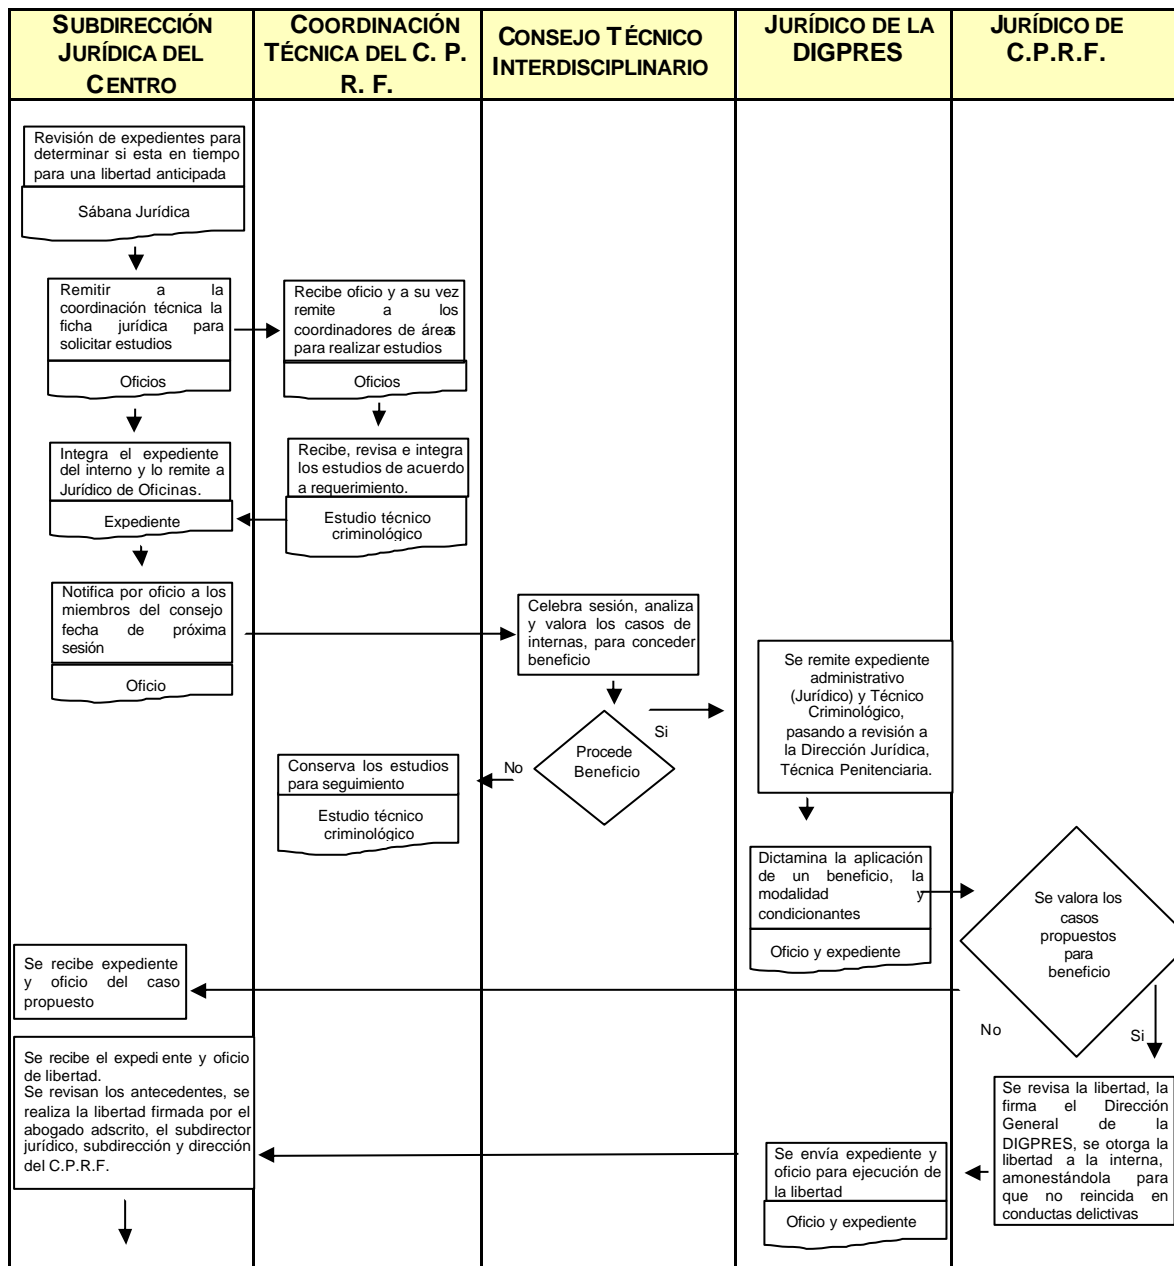 SUBDIRECCIÓN
JURÍDICA DEL
CENTRO
COORDINACIÓN
TÉCNICA DEL C. P.
R. F.
CONSEJO TÉCNICO
INTERDISCIPLINARIO
JURÍDICO DE LA
DIGPRES
JURÍDICO DE
C.P.R.F.
Revisión de expedientes para
determinar si esta en tiempo
para una libertad anticipada
Sábana Jurídica
Remitir a la
coordinación técnica la
ficha jurídica para
solicitar estudios
Oficios
Recibe oficio y a su vez
remite a los
coordinadores de áreas
para realizar estudios
Oficios
Integra el expediente
del interno y lo remite a
Jurídico de Oficinas.
Expediente
Recibe, revisa e integra
los estudios de acuerdo
a requerimiento.
Estudio técnico
criminológico
Notifica por oficio a los
miembros del consejo
fecha de próxima
sesión
Oficio
Celebra sesión, analiza
y valora los casos de
internas, para conceder
beneficio
Procede
Beneficio
Si
No
Se remite expediente
administrativo
(Jurídico) y Técnico
Criminológico,
pasando a revisión a
la Dirección Jurídica,
Técnica Penitenciaria.
Conserva los estudios
para seguimiento
Estudio técnico
criminológico
Dictamina la aplicación
de un beneficio, la
modalidad y
condicionantes
Oficio y expediente
Se valora los
casos
propuestos
para
beneficio
No
Si
Se recibe expediente
y oficio del caso
propuesto
Se recibe el expediente y oficio
de libertad.
Se revisan los antecedentes, se
realiza la libertad firmada por el
abogado adscrito, el subdirector
jurídico, subdirección y dirección
del C.P.R.F.
Se envía expediente y
oficio para ejecución de
la libertad
Oficio y expediente
Se revisa la libertad, la
firma el Dirección
General de la
DIGPRES, se otorga la
libertad a la interna,
amonestándola para
que no reincida en
conductas delictivas